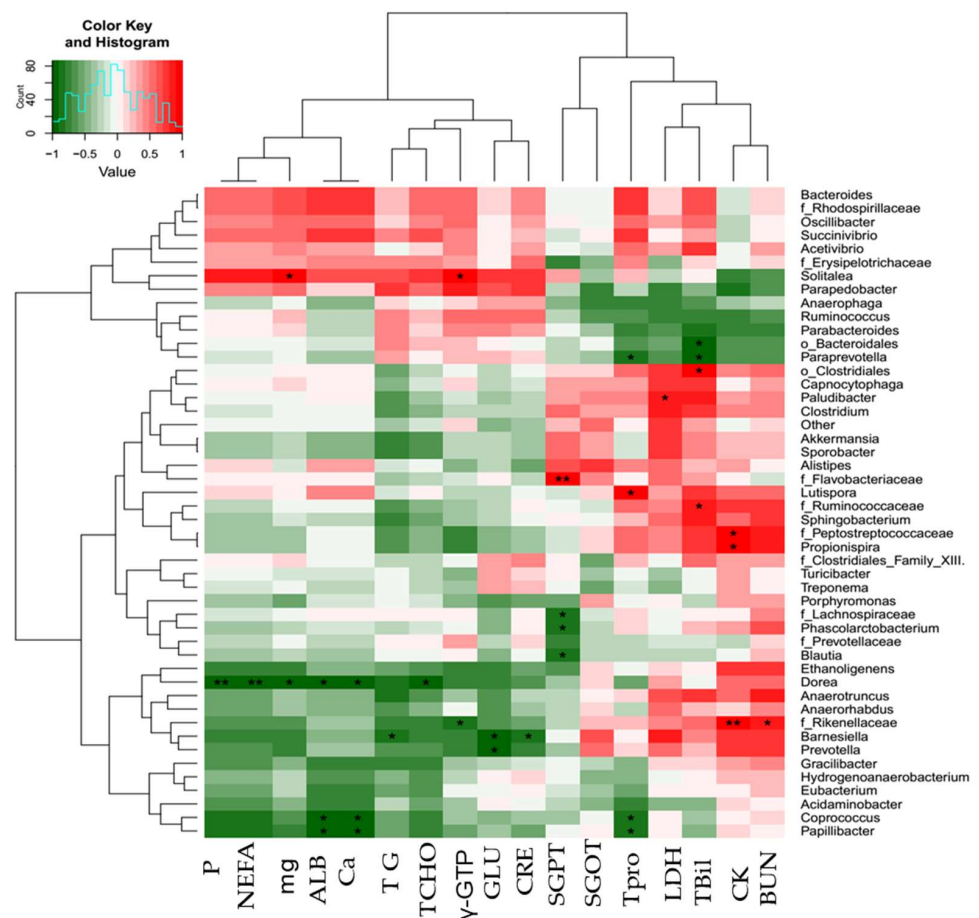 Color Key
and Histogram
Count
0 40 80
−1 −0.5 0 0.5 1
Value
Bacteroides
f_Rhodospirillaceae
Oscillibacter
Succinivibrio
Acetivibrio
f_Erysipelotrichaceae
* * Solitalea
Parapedobacter
Anaerophaga
Ruminococcus
Parabacteroides
* o_Bacteroidales
* * Paraprevotella
* o_Clostridiales
Capnocytophaga
* Paludibacter
Clostridium
Other
Akkermansia
Sporobacter
Alistipes
** f_Flavobacteriaceae
* Lutispora
* f_Ruminococcaceae
Sphingobacterium
* f_Peptostreptococcaceae
* Propionispira
f_Clostridiales_Family_XIII.
Turicibacter
Treponema
Porphyromonas
* f_Lachnospiraceae
* Phascolarctobacterium
f_Prevotellaceae
* Blautia
Ethanoligenens
** ** * * * * Dorea
Anaerotruncus
Anaerorhabdus
* ** * f_Rikenellaceae
* * * Barnesiella
* Prevotella
Gracilibacter
Hydrogenoanaerobacterium
Eubacterium
Acidaminobacter
* * * Coprococcus
* * * Papillibacter
P NEFA mg ALB Ca T G TCHO γ-GTP GLU CRE SGPT SGOT Tpro LDH TBil CK BUN